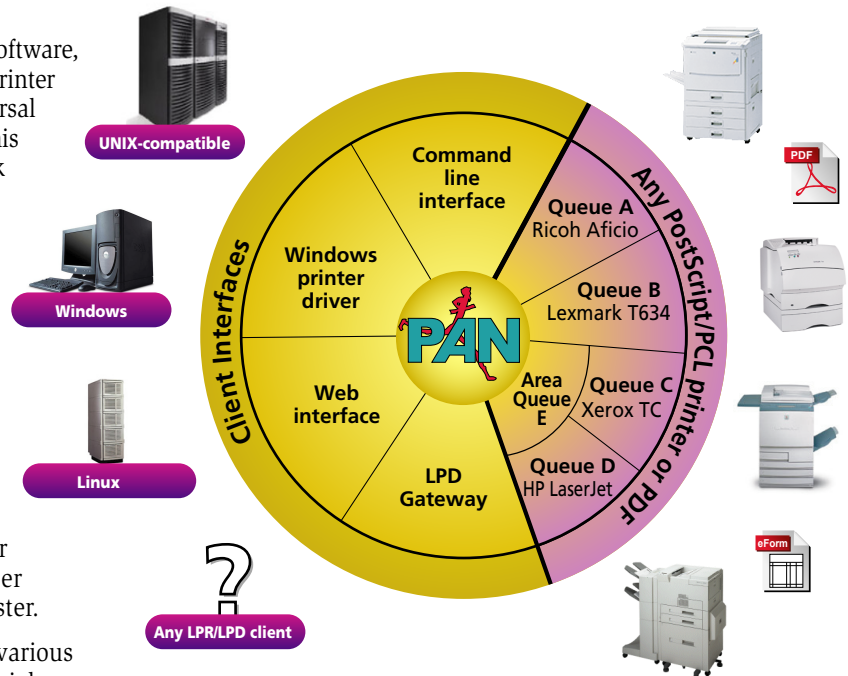 oftware,
rinter
rsal
his
k
UNIX-compatible
Windows
Linux
r
er
ster.
various
Any LPR/LPD client
Client Interfaces
Command
line
interface
Windows
printer
driver
Web
interface
LPD
Gateway
PAN
Queue A
Ricoh Aficio
Queue B
Lexmark T634
Queue C
Xerox TC
Area
Queue
E
Queue D
HP LaserJet
Any PostScript/PCL printer or PDF
PDF
eForm